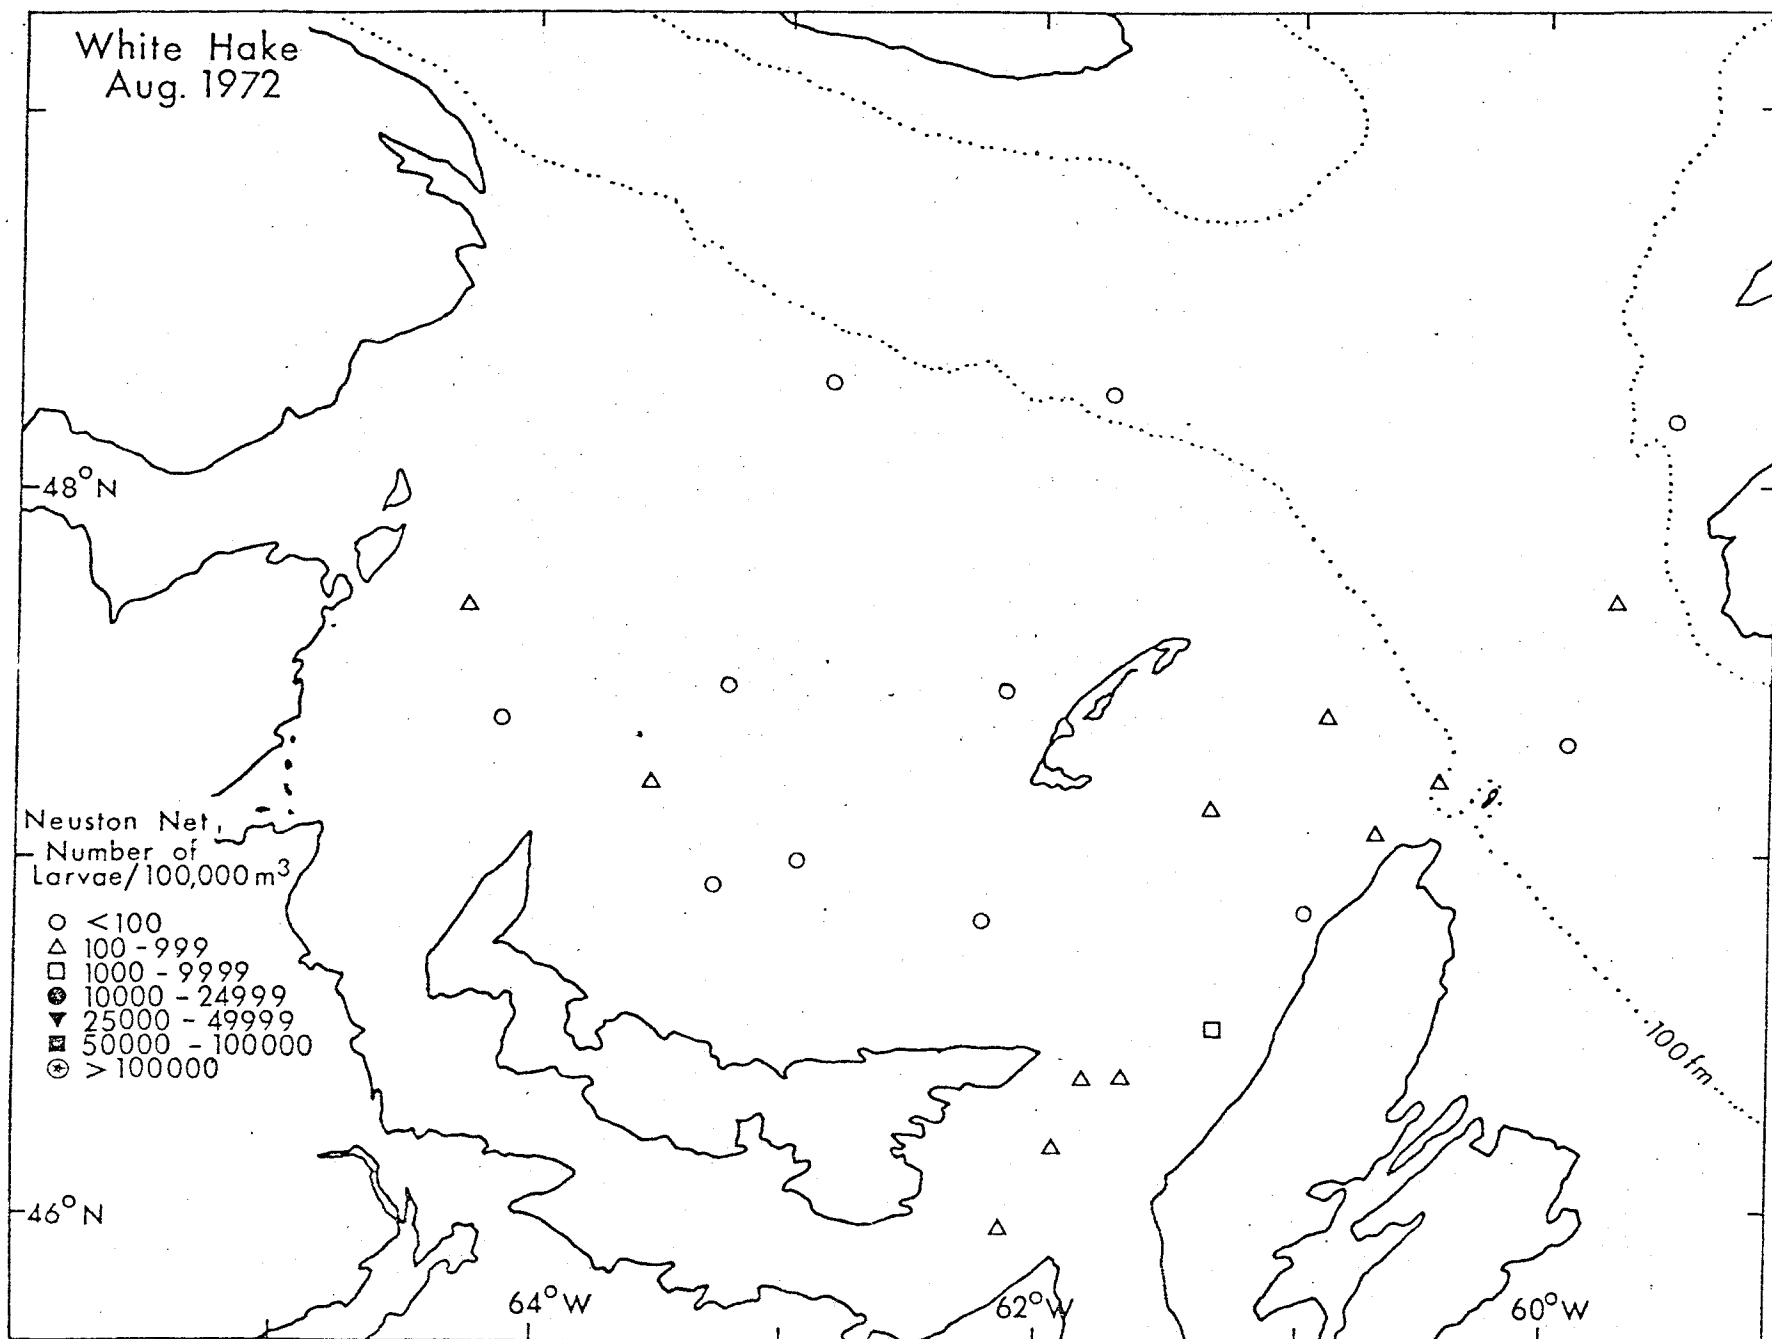 White Hake
Aug. 1972
48°N
Neuston Net,
Number of
Larvae/100,000 m³
<100
100 - 999
1000 - 9999
10000 - 24999
25000 - 49999
50000 - 100000
>100000
100 fm
46°N
64°W
62°W
60°W